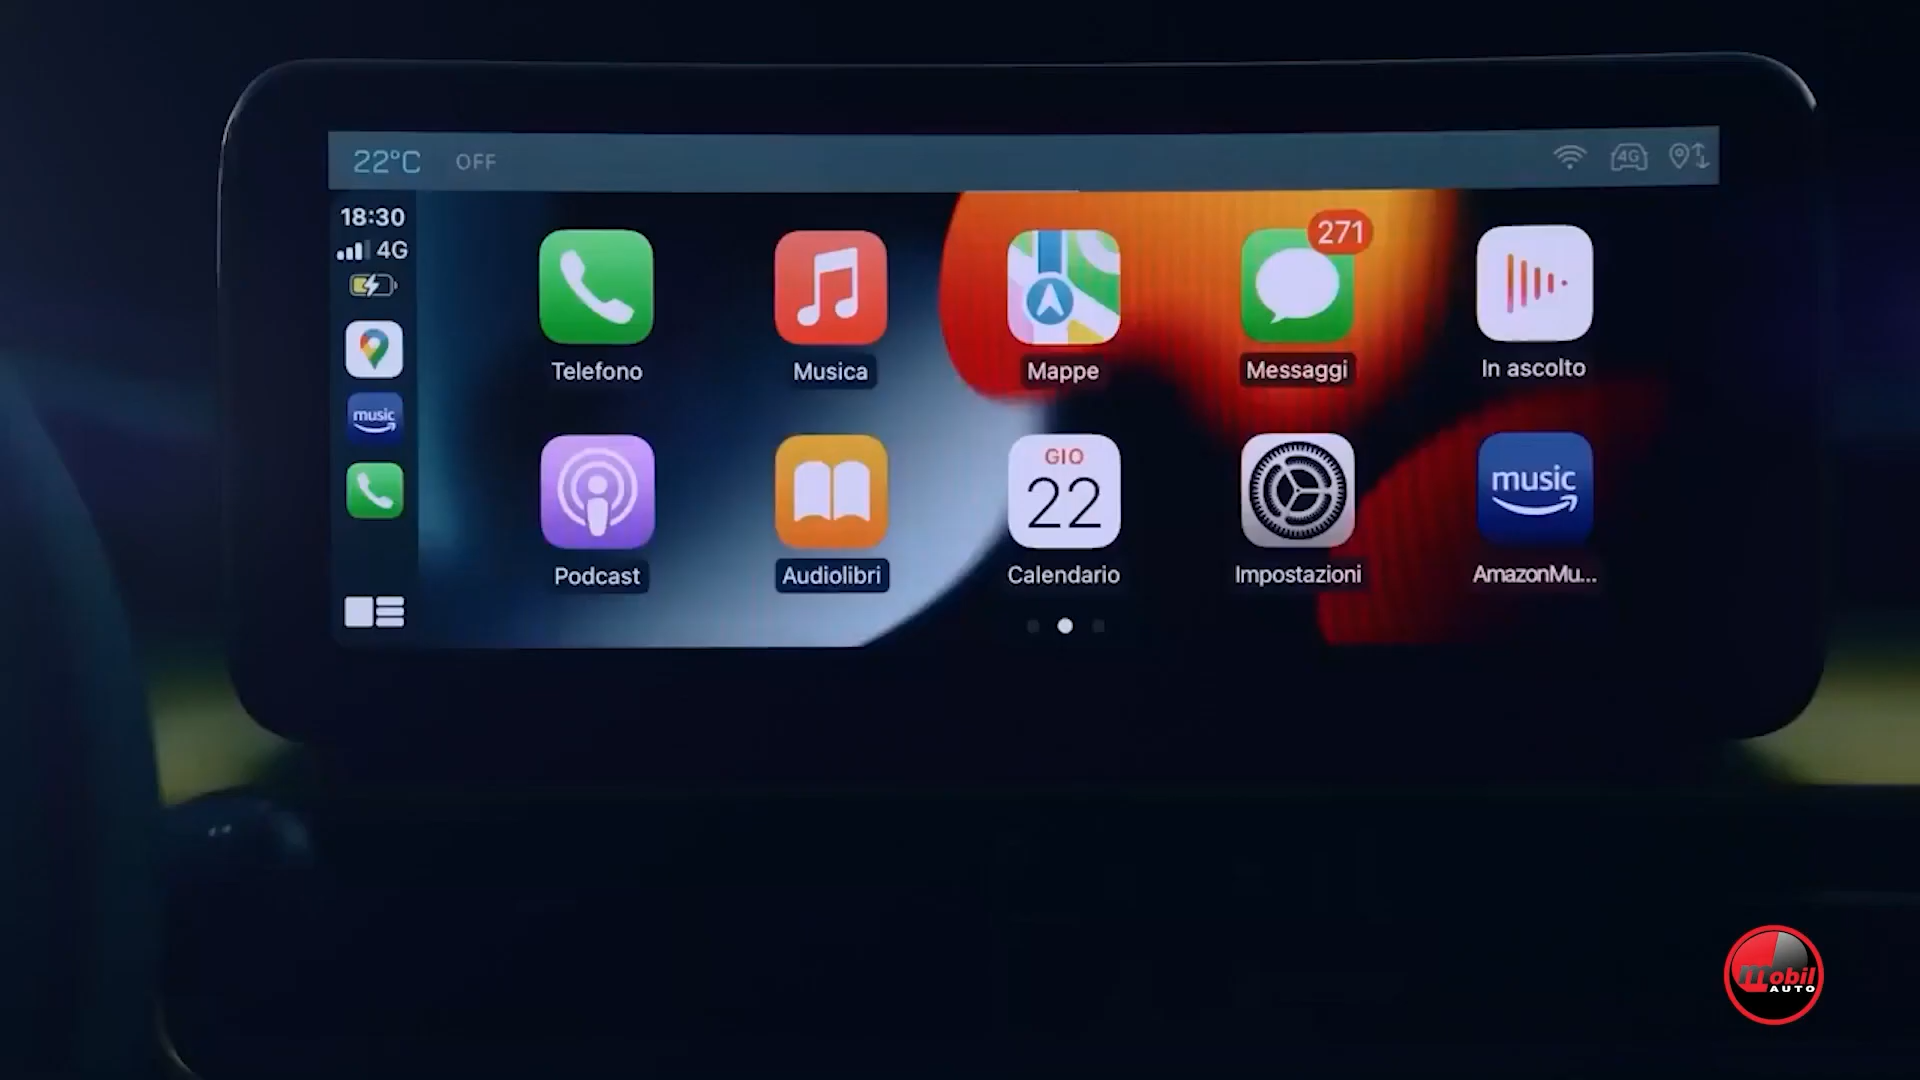 22°C OFF
4G
18:30
4G
271
Telefono
Musica
Mappe
Messaggi
In ascolto
music
GIO
22
music
Podcast
Audiolibri
Calendario
Impostazioni
AmazonMu...
mobil
AUTO